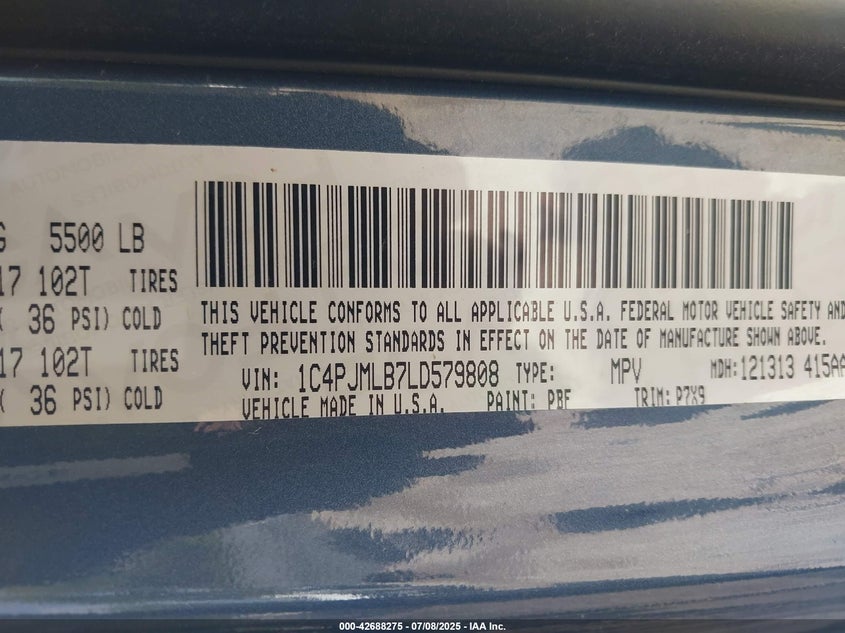 G 5500 LB
17 102T TIRES
( 36 PSI) COLD
17 102T TIRES
( 36 PSI) COLD
THIS VEHICLE CONFORMS TO ALL APPLICABLE U.S.A. FEDERAL MOTOR VEHICLE SAFETY AND
THEFT PREVENTION STANDARDS IN EFFECT ON THE DATE OF MANUFACTURE SHOWN ABOVE.
VIN: 1C4PJMLB7LD579808 TYPE: MPV MDH:121313 415AA
VEHICLE MADE IN U.S.A. PAINT: PBF TRIM: P7X9
000-42688275 - 07/08/2025 - IAA Inc.